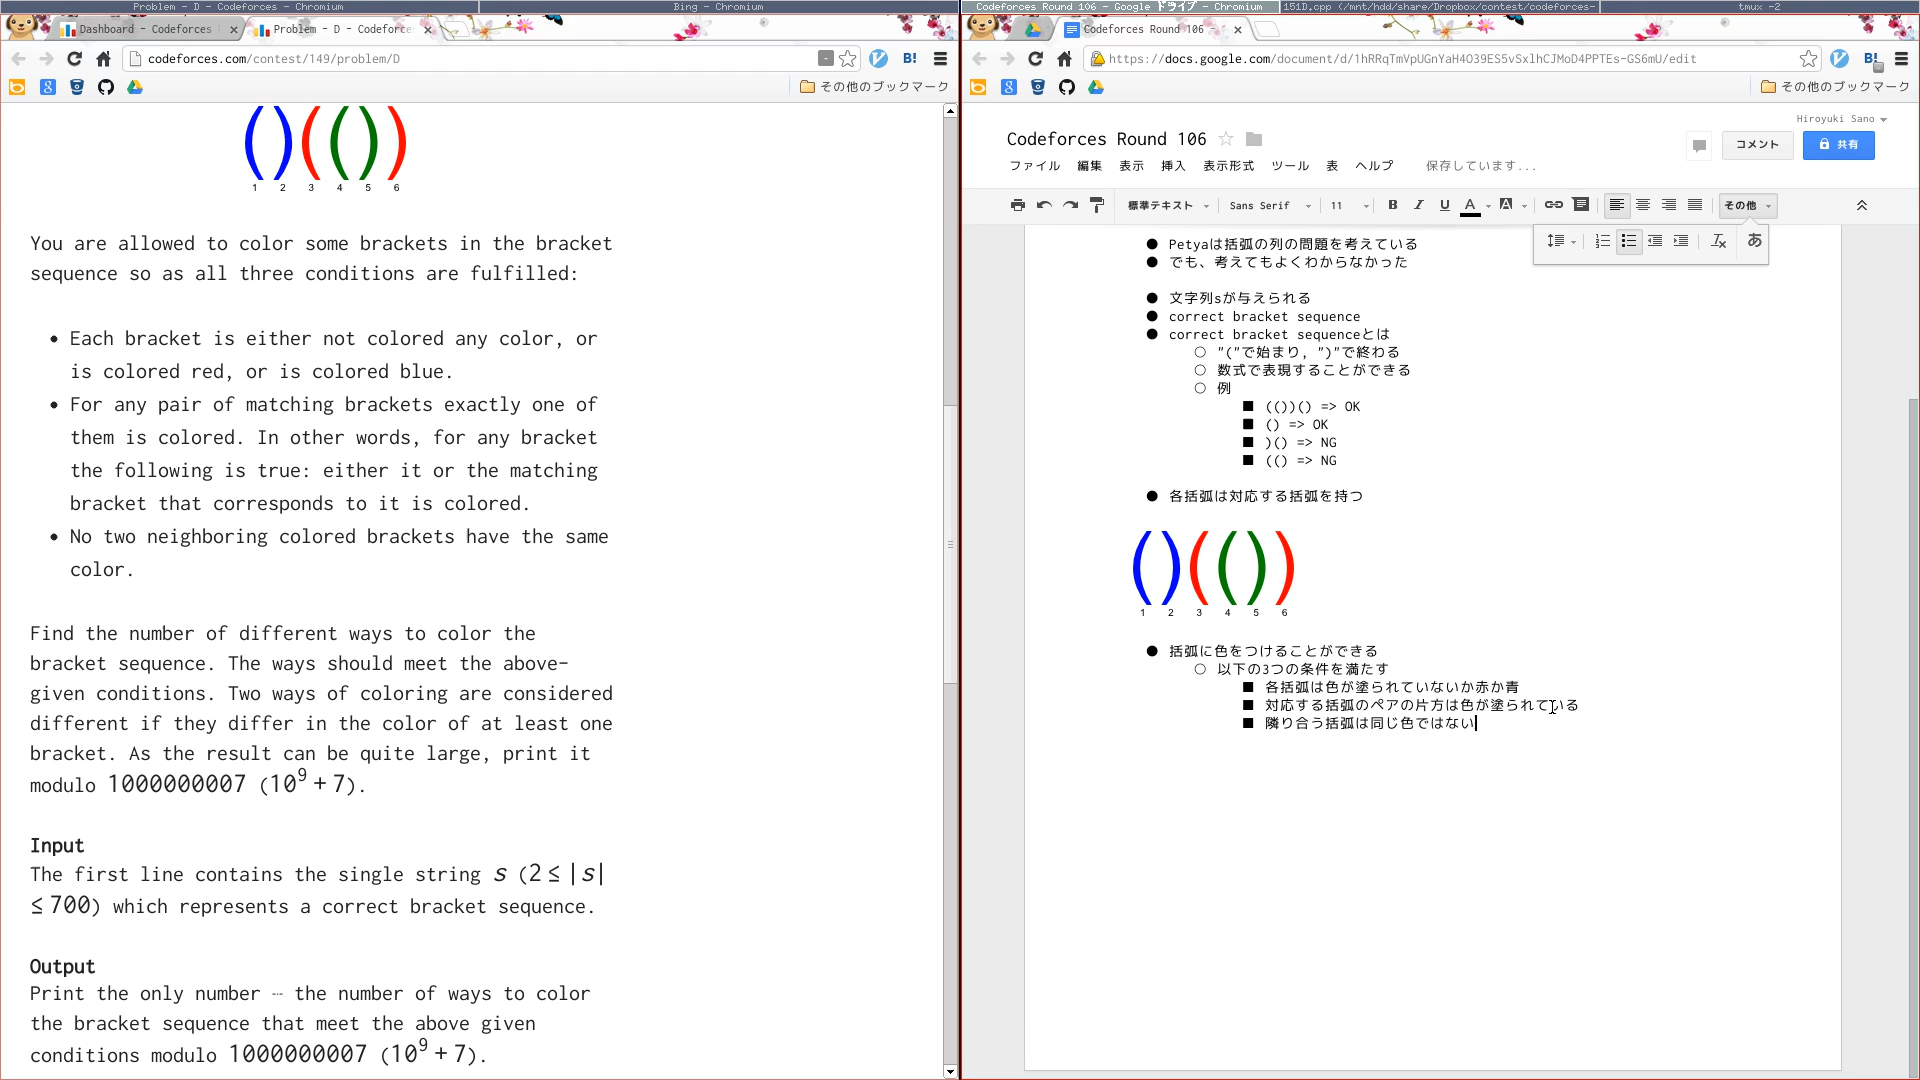 Problem - D - Codeforces - Chromium
Bing - Chromium
Codeforces Round 106 - Google ドライブ - Chromium
151D.cpp (/mnt/hdd/share/Dropbox/contest/codeforces-
tmux -2
Dashboard - Codeforces
Problem - D - Codeforce
codeforces.com/contest/149/problem/D
B!
その他のブックマーク
( ) ( ( ) )
1 2 3 4 5 6
You are allowed to color some brackets in the bracket
sequence so as all three conditions are fulfilled:
• Each bracket is either not colored any color, or
is colored red, or is colored blue.
• For any pair of matching brackets exactly one of
them is colored. In other words, for any bracket
the following is true: either it or the matching
bracket that corresponds to it is colored.
• No two neighboring colored brackets have the same
color.
Find the number of different ways to color the
bracket sequence. The ways should meet the above-
given conditions. Two ways of coloring are considered
different if they differ in the color of at least one
bracket. As the result can be quite large, print it
modulo 1000000007 (10⁹ + 7).
Input
The first line contains the single string s (2 ≤ |s|
≤ 700) which represents a correct bracket sequence.
Output
Print the only number — the number of ways to color
the bracket sequence that meet the above given
conditions modulo 1000000007 (10⁹ + 7).
Codeforces Round 106
https://docs.google.com/document/d/1hRRqTmVpUGnYaH4O39ES5vSxlhCJMoD4PPTEs-GS6mU/edit
B!
その他のブックマーク
Hiroyuki Sano
Codeforces Round 106
コメント
共有
ファイル 編集 表示 挿入 表示形式 ツール 表 ヘルプ 保存しています...
標準テキスト Sans Serif 11 B I U A A その他
あ
● Petyaは括弧の列の問題を考えている
● でも、考えてもよくわからなかった
● 文字列sが与えられる
● correct bracket sequence
● correct bracket sequenceとは
○ "("で始まり, ")"で終わる
○ 数式で表現することができる
○ 例
■ (())() => OK
■ () => OK
■ )() => NG
■ (() => NG
● 各括弧は対応する括弧を持つ
( ) ( ( ) )
1 2 3 4 5 6
● 括弧に色をつけることができる
○ 以下の3つの条件を満たす
■ 各括弧は色が塗られていないか赤か青
■ 対応する括弧のペアの片方は色が塗られている
■ 隣り合う括弧は同じ色ではない